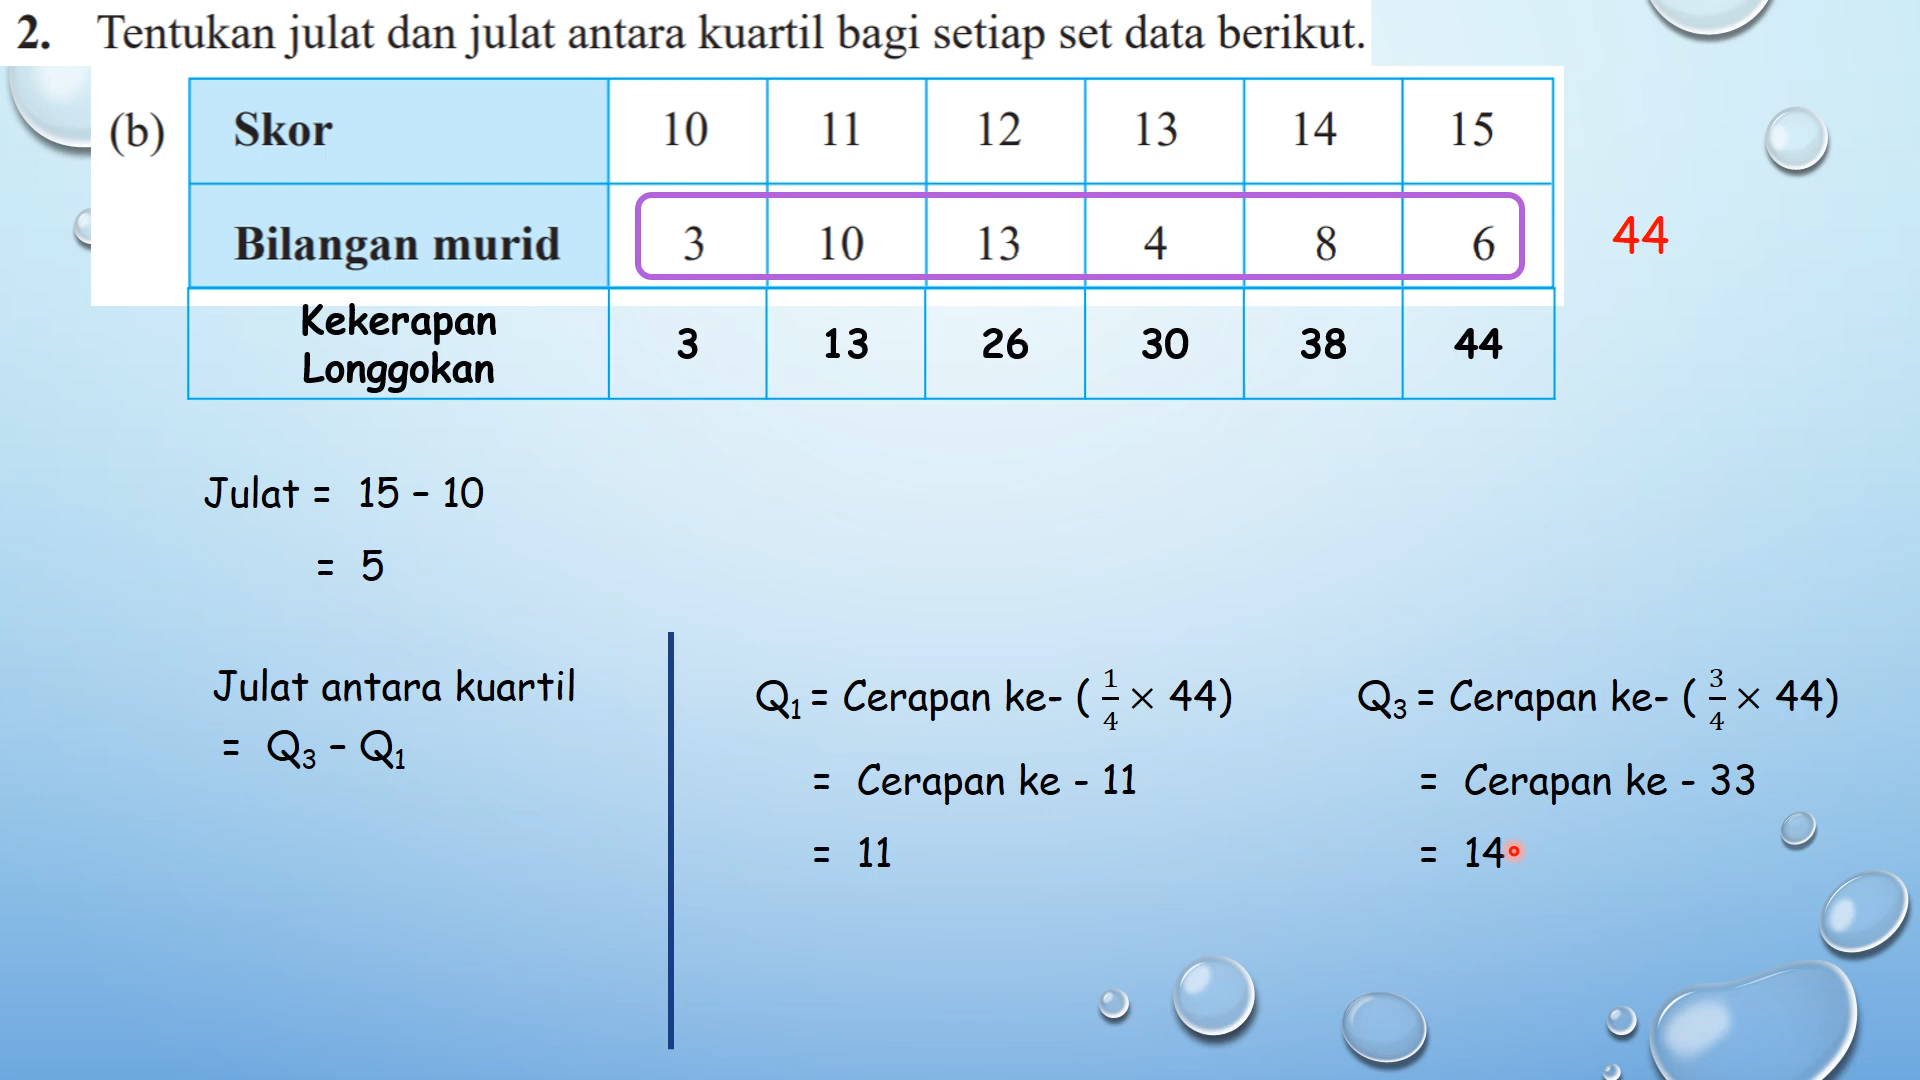 2. Tentukan julat dan julat antara kuartil bagi setiap set data berikut.
(b) Skor 10 11 12 13 14 15
Bilangan murid 3 10 13 4 8 6 44
Kekerapan
Longgokan 3 13 26 30 38 44
Julat = 15 – 10
= 5
Julat antara kuartil
= Q₃ – Q₁
Q₁ = Cerapan ke- ( 1/4 × 44)
= Cerapan ke - 11
= 11
Q₃ = Cerapan ke- ( 3/4 × 44)
= Cerapan ke - 33
= 14